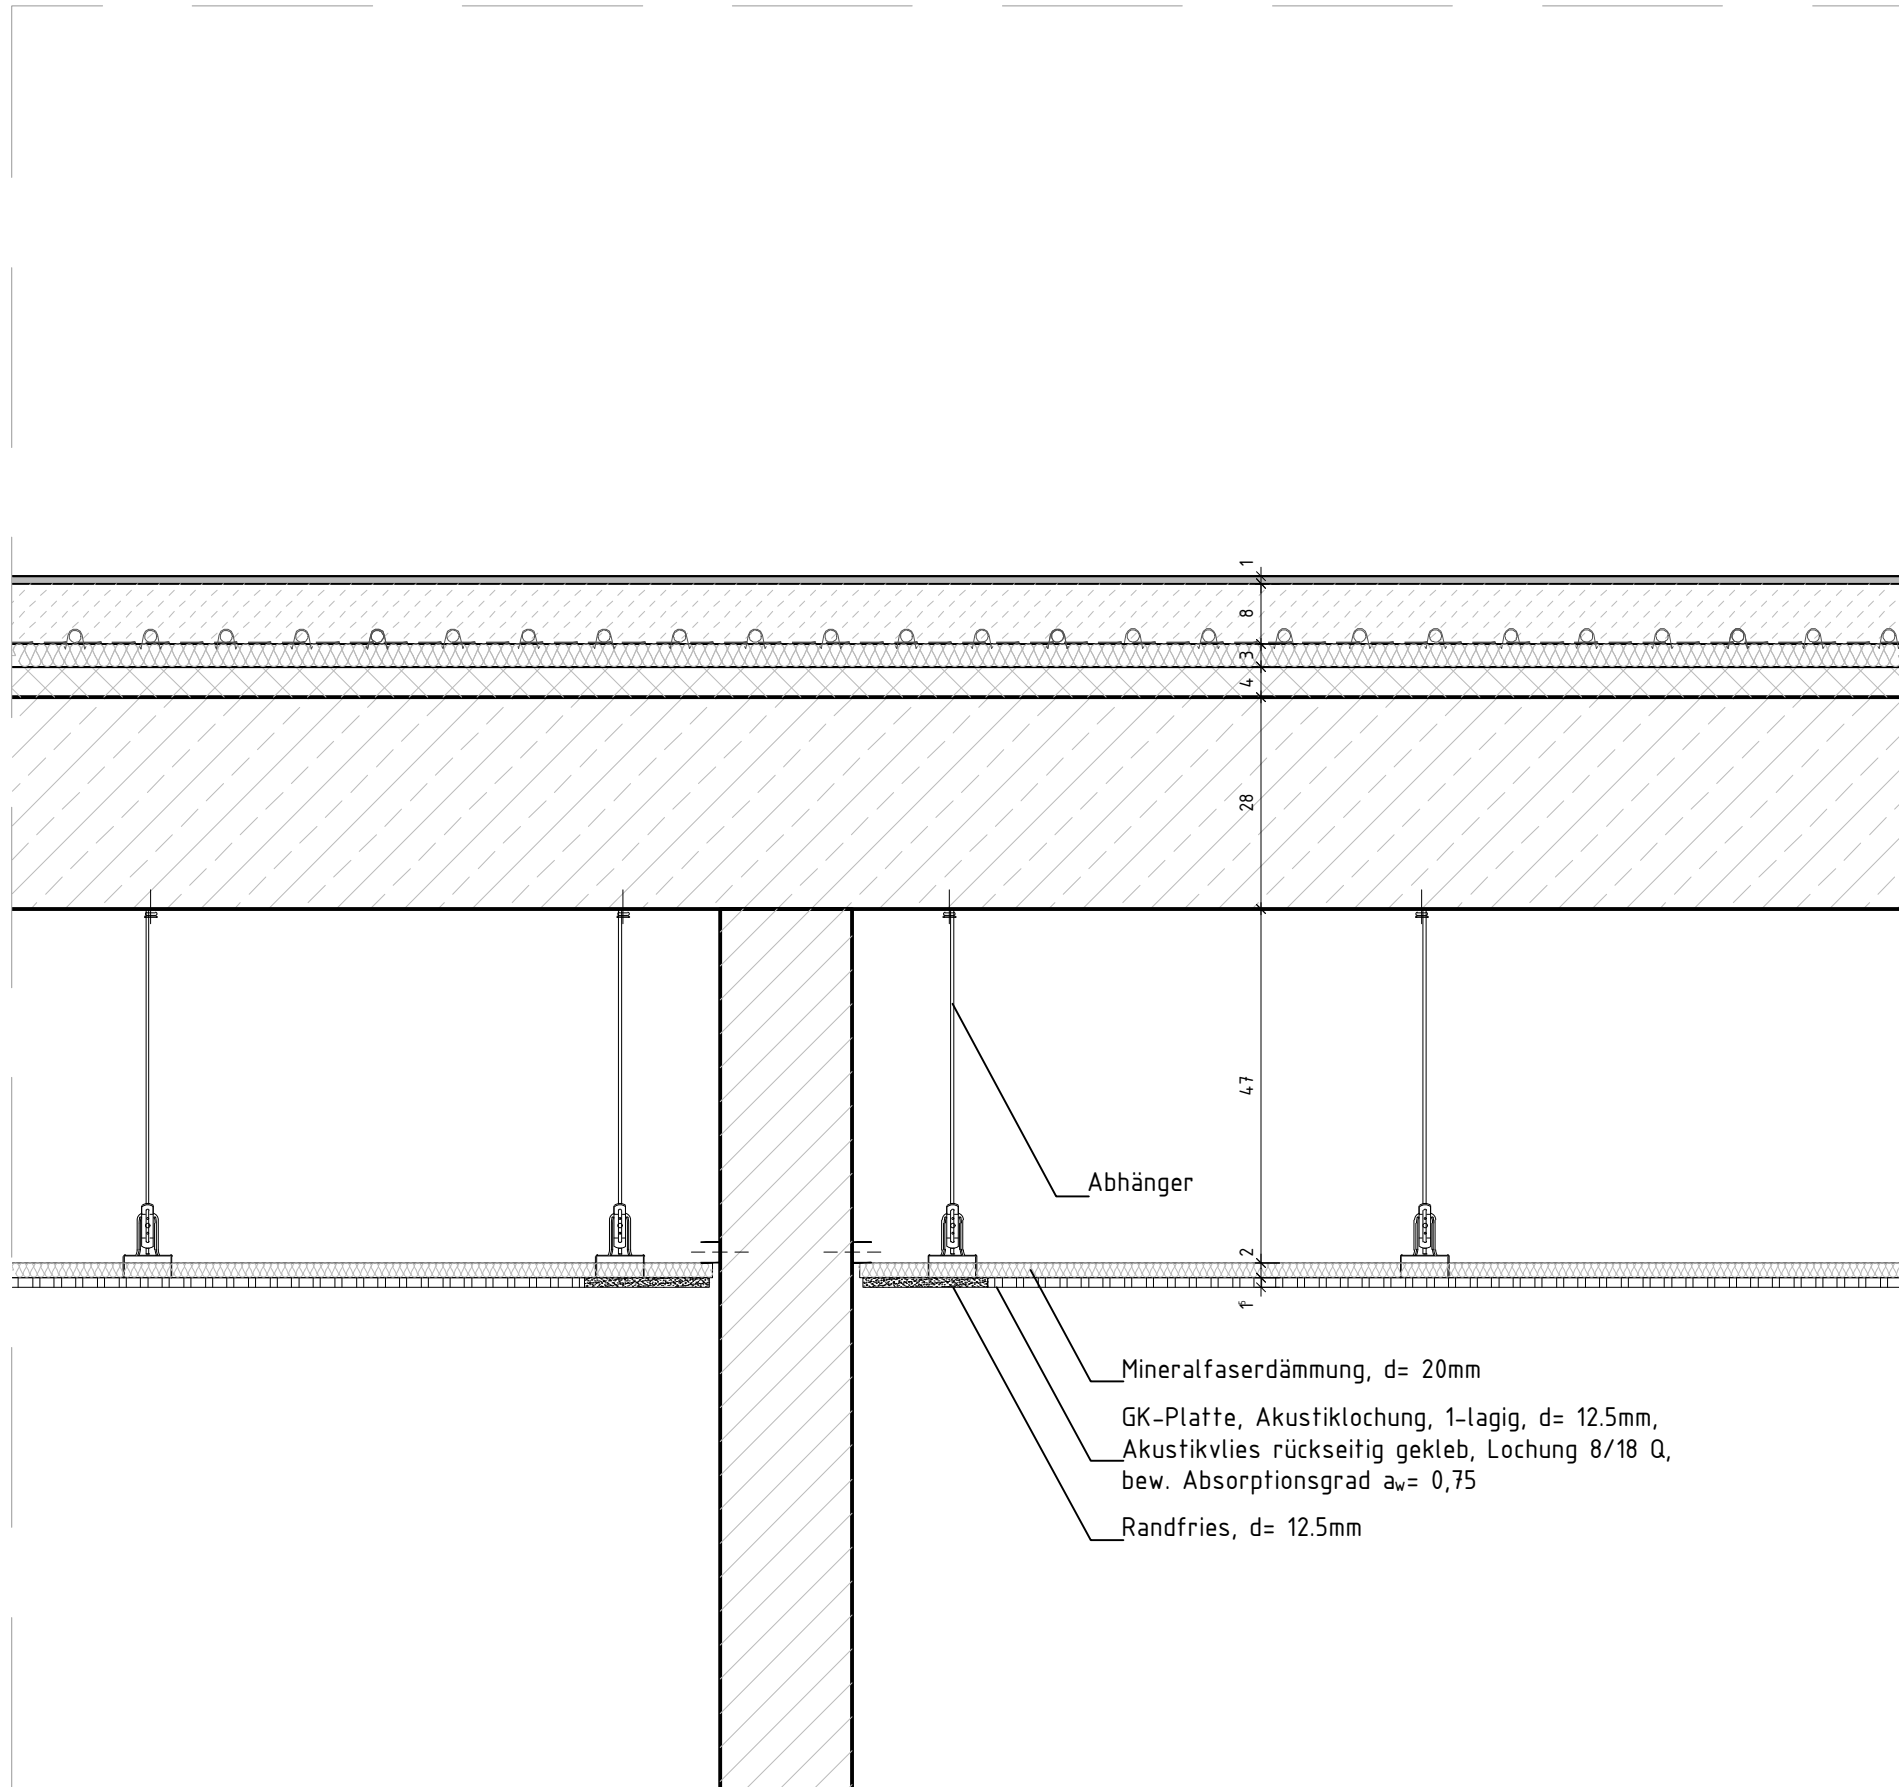 1
8
3
4
28
47
Abhänger
2
Mineralfaserdämmung, d= 20mm
GK-Platte, Akustiklochung, 1-lagig, d= 12.5mm,
Akustikvlies rückseitig gekleb, Lochung 8/18 Q,
bew. Absorptionsgrad aw= 0,75
Randfries, d= 12.5mm